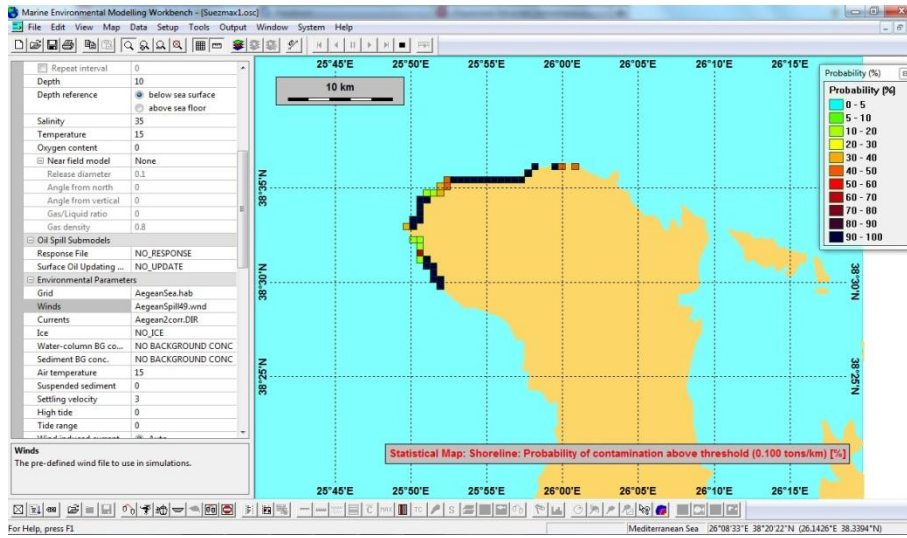 Marine Environmental Modelling Workbench - [Suezmax1.osc]
File Edit View Map Data Setup Tools Output Window System Help
Repeat interval 0
Depth 10
Depth reference below sea surface
above sea floor
Salinity 35
Temperature 15
Oxygen content 0
Near field model None
Release diameter 0.1
Angle from north 0
Angle from vertical 0
Gas/Liquid ratio 0
Gas density 0.8
Oil Spill Submodels
Response File NO_RESPONSE
Surface Oil Updating ... NO_UPDATE
Environmental Parameters
Grid AegeanSea.hab
Winds AegeanSpill49.wnd
Currents Aegean2corr.DIR
Ice NO_ICE
Water-column BG co... NO BACKGROUND CONC
Sediment BG conc. NO BACKGROUND CONC
Air temperature 15
Suspended sediment 0
Settling velocity 3
High tide 0
Tide range 0
Wind induced current Auto
Winds
The pre-defined wind file to use in simulations.
25°45'E 25°50'E 25°55'E 26°00'E 26°05'E 26°10'E 26°15'E
10 km
38°35'N
38°30'N
38°25'N
38°30'N
38°25'N
Probability (%)
Probability (%)
0 - 5
5 - 10
10 - 20
20 - 30
30 - 40
40 - 50
50 - 60
60 - 70
70 - 80
80 - 90
90 - 100
Statistical Map: Shoreline: Probability of contamination above threshold (0.100 tons/km) [%]
25°45'E 25°50'E 25°55'E 26°00'E 26°05'E 26°10'E 26°15'E
For Help, press F1
Mediterranean Sea 26°08'33"E 38°20'22"N (26.1426°E 38.3394°N)